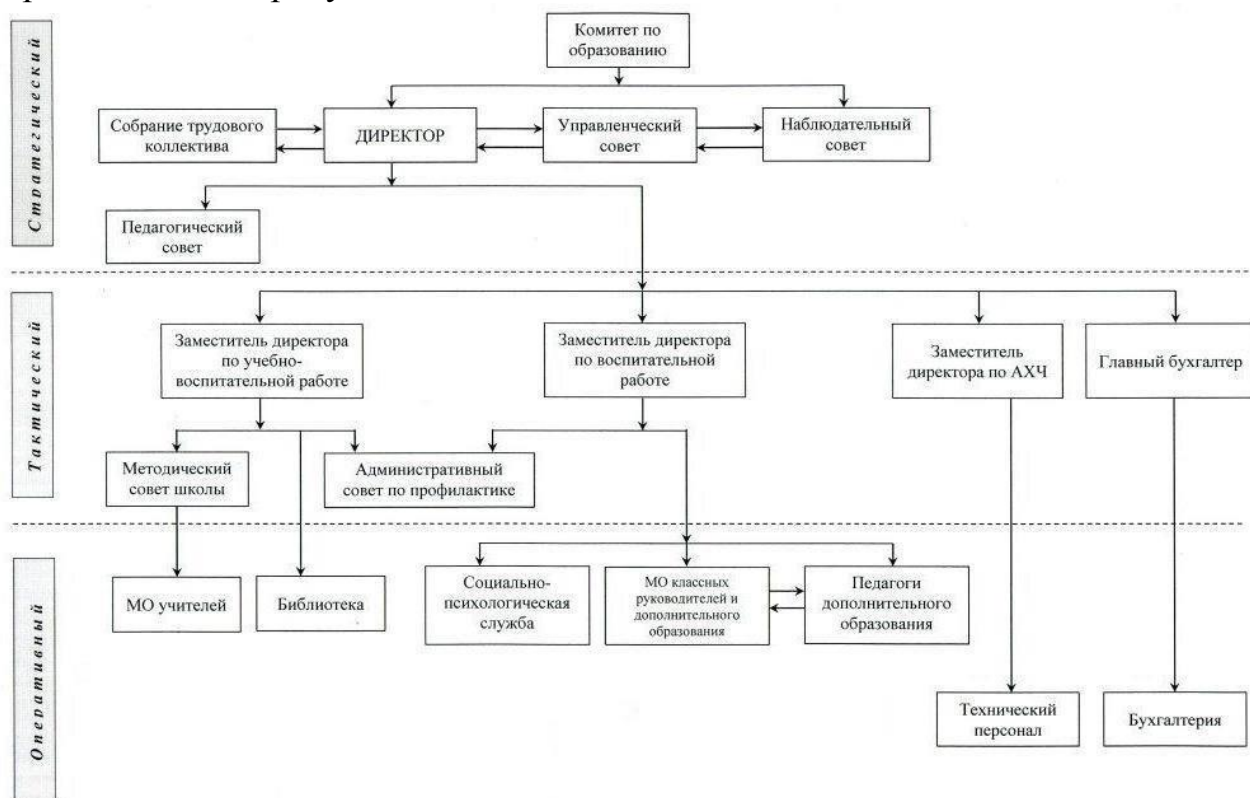 Комитет по
образованию
Стратегический
Собрание трудового
коллектива
ДИРЕКТОР
Управленческий
совет
Наблюдательный
совет
Педагогический
совет
Тактический
Заместитель директора
по учебно-
воспитательной работе
Заместитель директора
по воспитательной
работе
Заместитель
директора по АХЧ
Главный бухгалтер
Методический
совет школы
Административный
совет по профилактике
Оперативный
МО учителей
Библиотека
Социально-
психологическая
служба
МО классных
руководителей и
дополнительного
образования
Педагоги
дополнительного
образования
Технический
персонал
Бухгалтерия